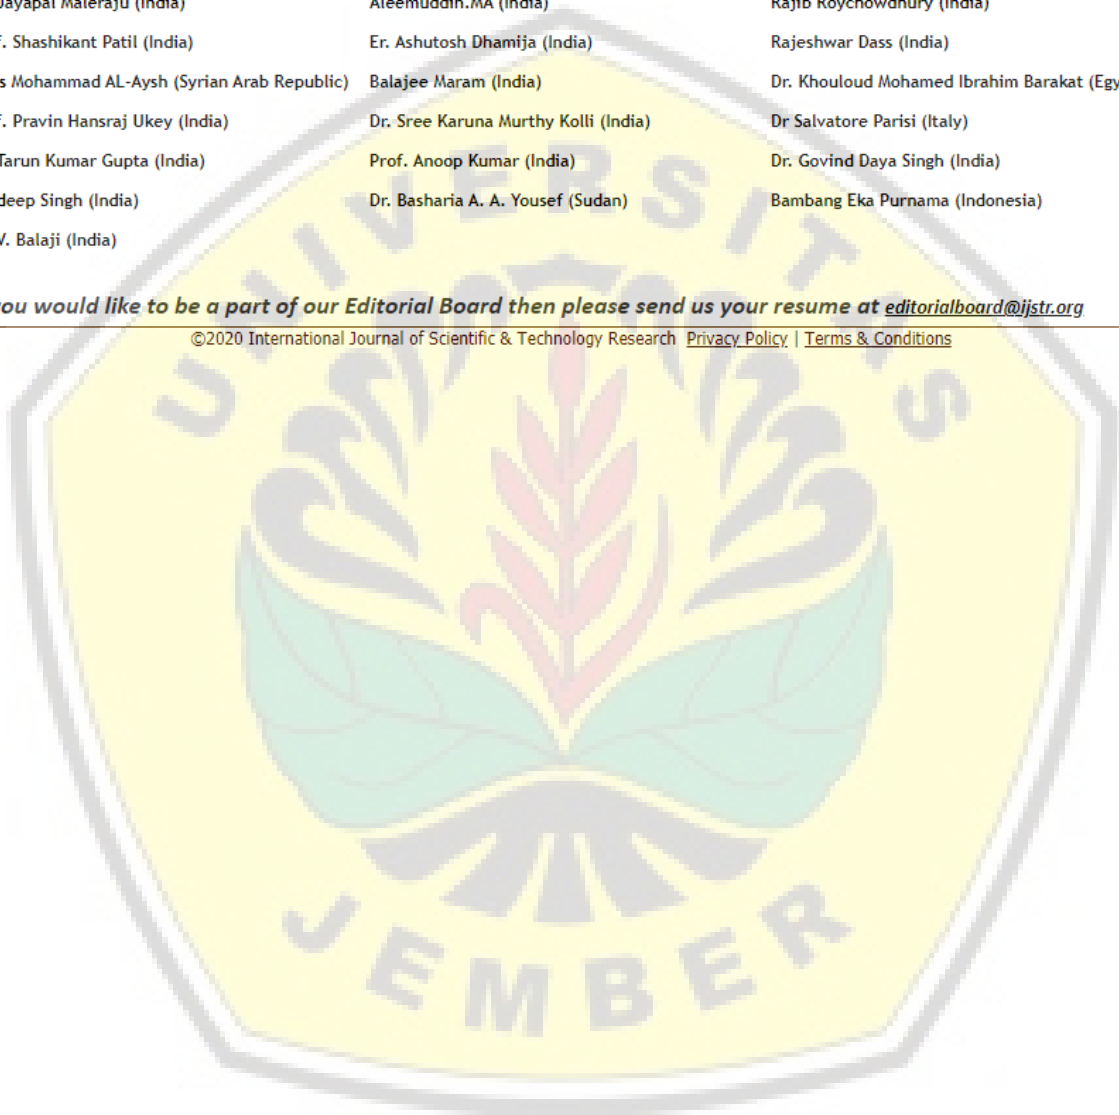 Jayapal Maleraju (India) Aleemuddin.MA (India) Rajib Roychowdhury (India)
f. Shashikant Patil (India) Er. Ashutosh Dhamija (India) Rajeshwar Dass (India)
s Mohammad AL-Aysh (Syrian Arab Republic) Balajee Maram (India) Dr. Khouloud Mohamed Ibrahim Barakat (Egy
f. Pravin Hansraj Ukey (India) Dr. Sree Karuna Murthy Kolli (India) Dr Salvatore Parisi (Italy)
Tarun Kumar Gupta (India) Prof. Anoop Kumar (India) Dr. Govind Daya Singh (India)
deep Singh (India) Dr. Basharia A. A. Yousef (Sudan) Bambang Eka Purnama (Indonesia)
V. Balaji (India)
ou would like to be a part of our Editorial Board then please send us your resume at editorialboard@ijstr.org
©2020 International Journal of Scientific & Technology Research Privacy Policy | Terms & Conditions
UNIVERSITAS
JEMBER